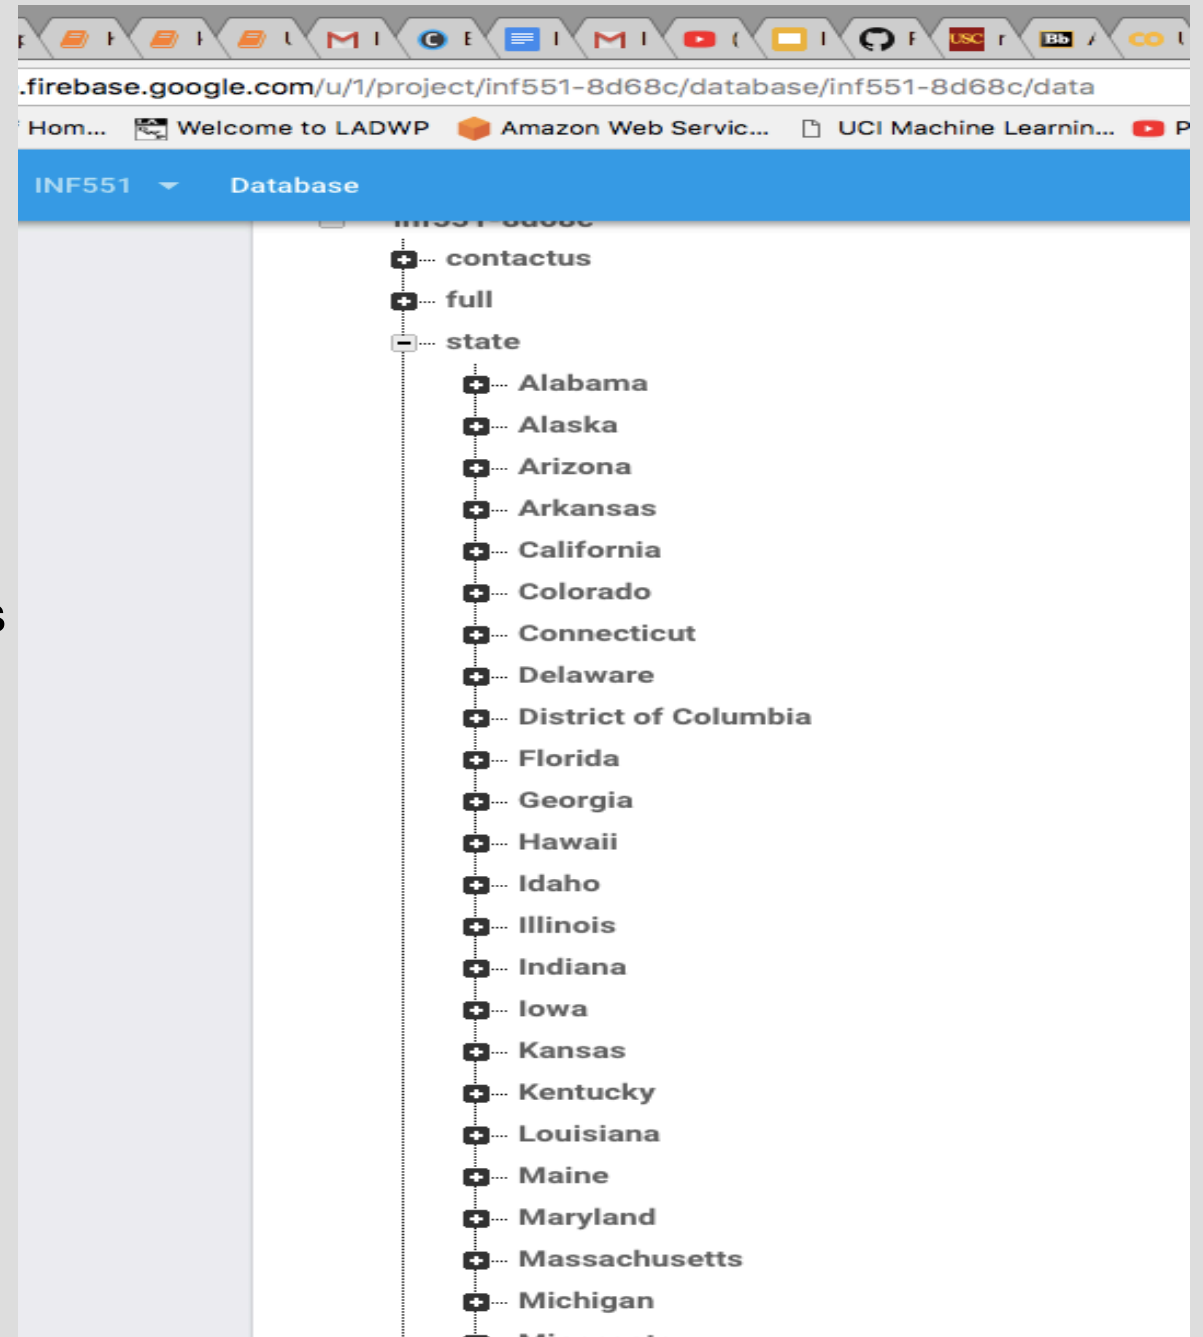 .firebase.google.com/u/1/project/inf551-8d68c/database/inf551-8d68c/data
Hom... Welcome to LADWP Amazon Web Servic... UCI Machine Learnin... P
INF551 Database
inf551-8d68c
contactus
full
state
Alabama
Alaska
Arizona
Arkansas
California
Colorado
s
Connecticut
Delaware
District of Columbia
Florida
Georgia
Hawaii
Idaho
Illinois
Indiana
Iowa
Kansas
Kentucky
Louisiana
Maine
Maryland
Massachusetts
Michigan